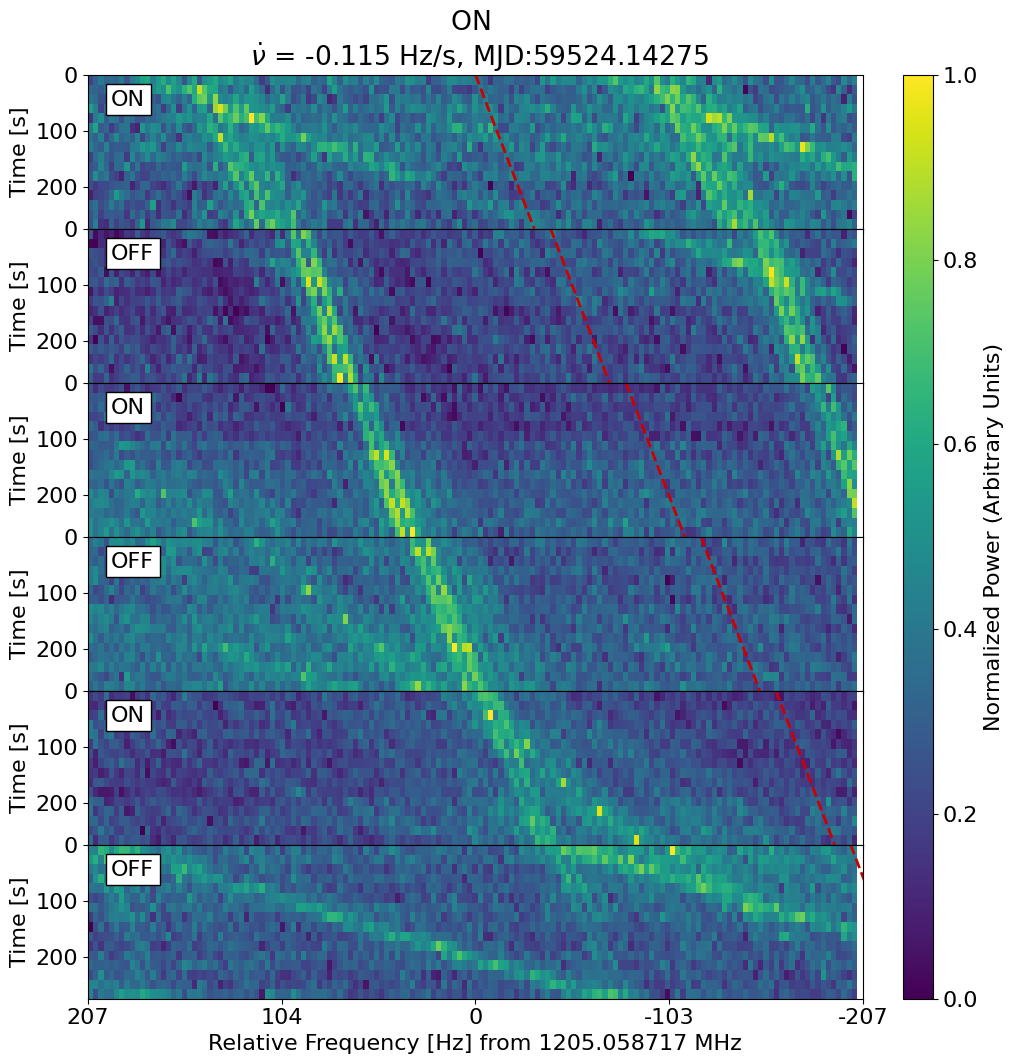 ON
ν̇ = -0.115 Hz/s, MJD:59524.14275
0
ON
Time [s]
100
200
0
OFF
Time [s]
100
200
0
ON
Time [s]
100
200
0
OFF
Time [s]
100
200
0
ON
Time [s]
100
200
0
OFF
Time [s]
100
200
207 104 0 -103 -207
Relative Frequency [Hz] from 1205.058717 MHz
1.0
0.8
0.6
0.4
0.2
0.0
Normalized Power (Arbitrary Units)